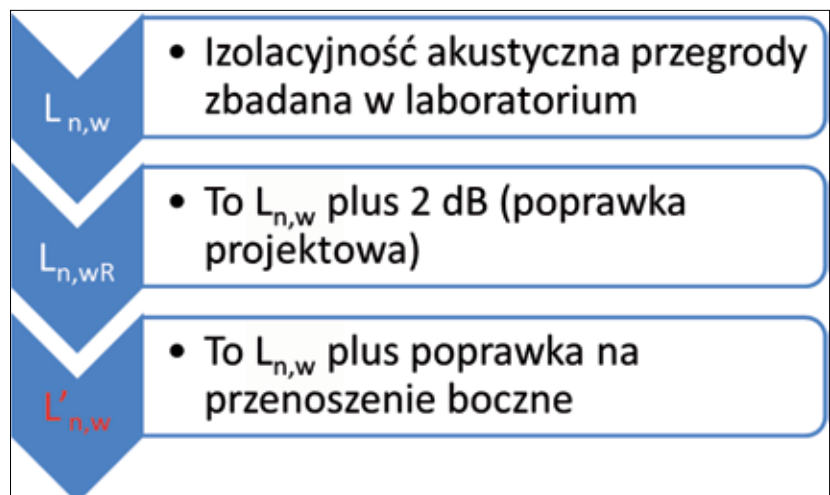 L n,w
• Izolacyjność akustyczna przegrody
zbadana w laboratorium
L n,wR
• To L n,w plus 2 dB (poprawka
projektowa)
L' n,w
• To L n,w plus poprawka na
przenoszenie boczne